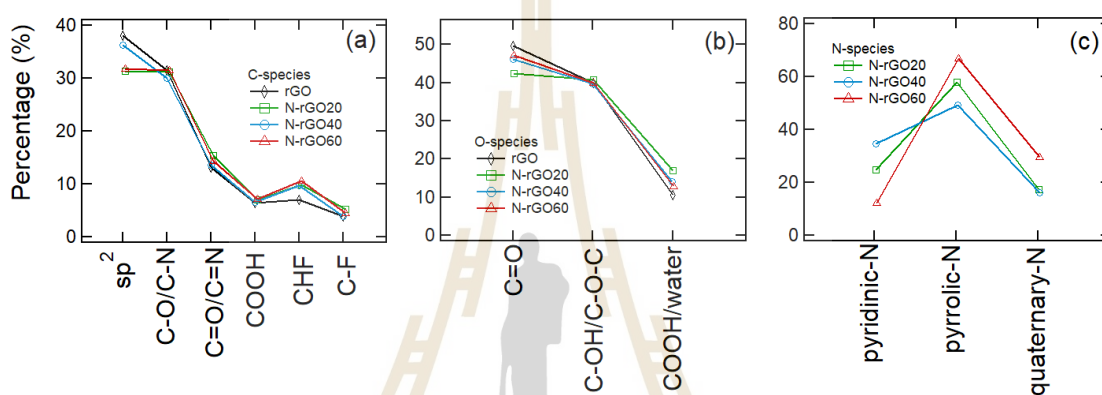 Percentage (%)
40
30
20
10
0
(a)
C-species
rGO
N-rGO20
N-rGO40
N-rGO60
sp2
C-O/C-N
C=O/C=N
COOH
CHF
C-F
50
40
30
20
10
0
(b)
O-species
rGO
N-rGO20
N-rGO40
N-rGO60
C=O
C-OH/C-O-C
COOH/water
80
60
40
20
0
(c)
N-species
N-rGO20
N-rGO40
N-rGO60
pyridinic-N
pyrrolic-N
quaternary-N